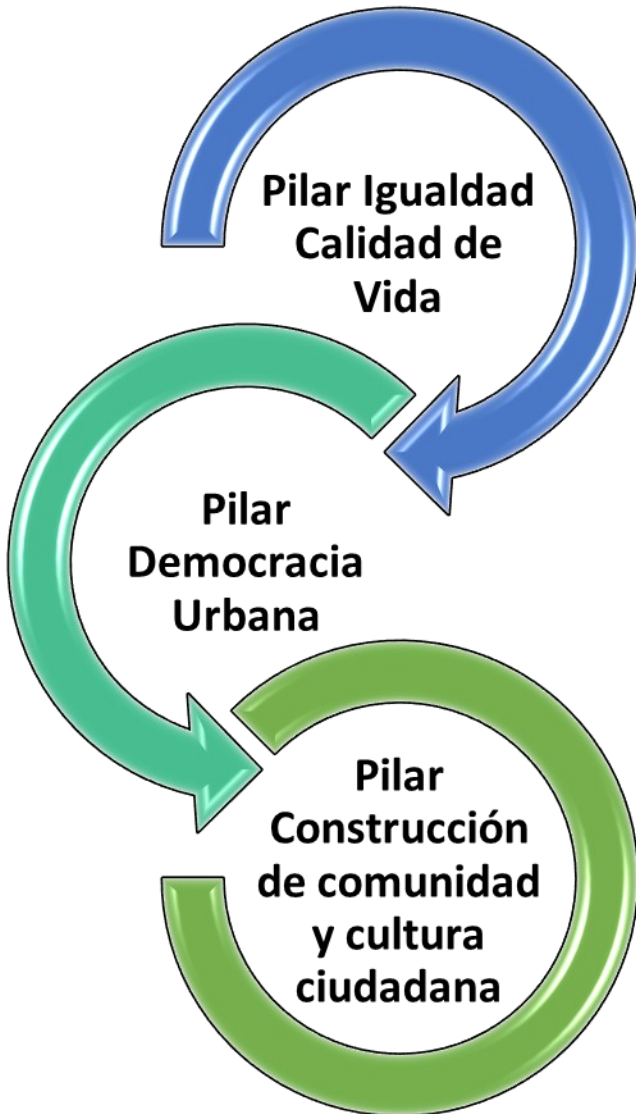 Pilar Igualdad
Calidad de
Vida
Pilar
Democracia
Urbana
Pilar
Construcción
de comunidad
y cultura
ciudadana